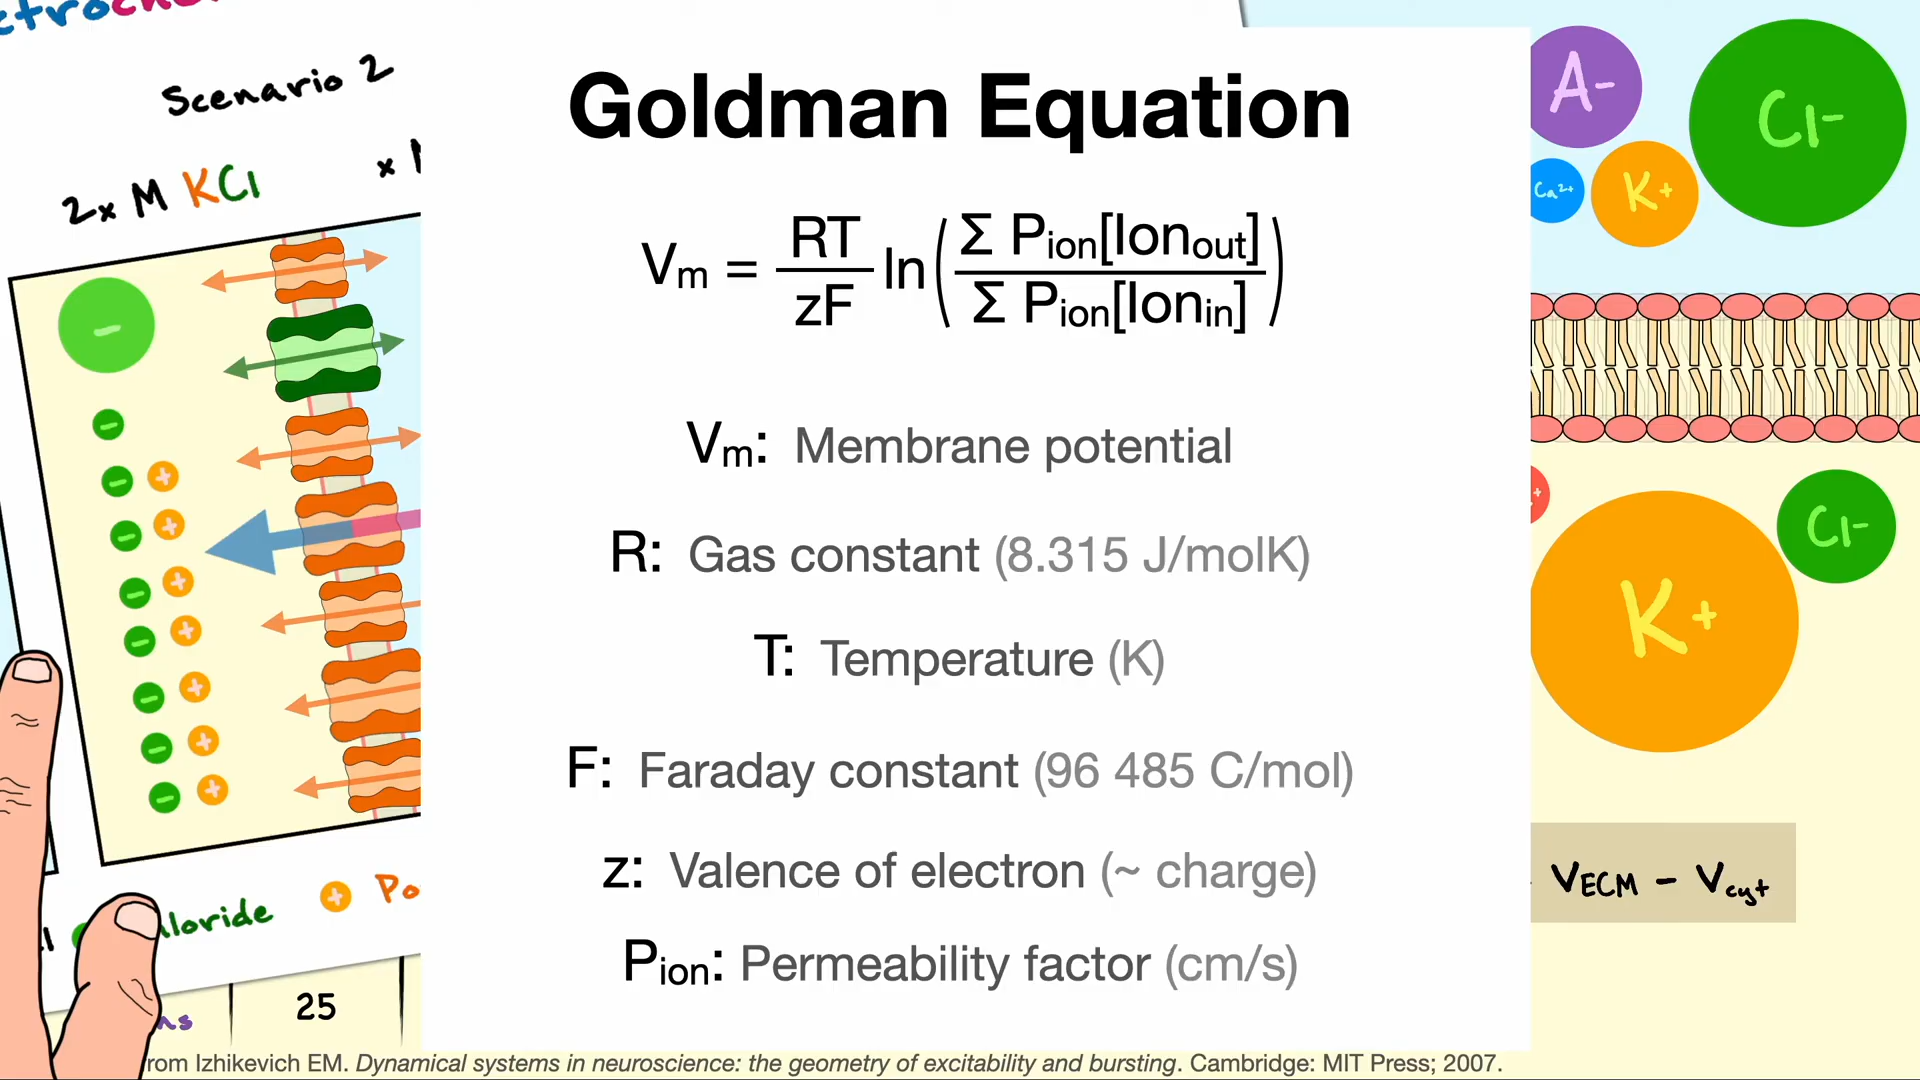 Scenario 2
2x M KCl
x
Goldman Equation
Vm = RT/zF ln(Σ Pion[Ionout] / Σ Pion[Ionin])
Vm: Membrane potential
R: Gas constant (8.315 J/molK)
T: Temperature (K)
F: Faraday constant (96 485 C/mol)
z: Valence of electron (~ charge)
Pion: Permeability factor (cm/s)
A-
Cl-
Ca2+
K+
Cl-
K+
VECM - Vcyt
25
Izhikevich EM. Dynamical systems in neuroscience: the geometry of excitability and bursting. Cambridge: MIT Press; 2007.